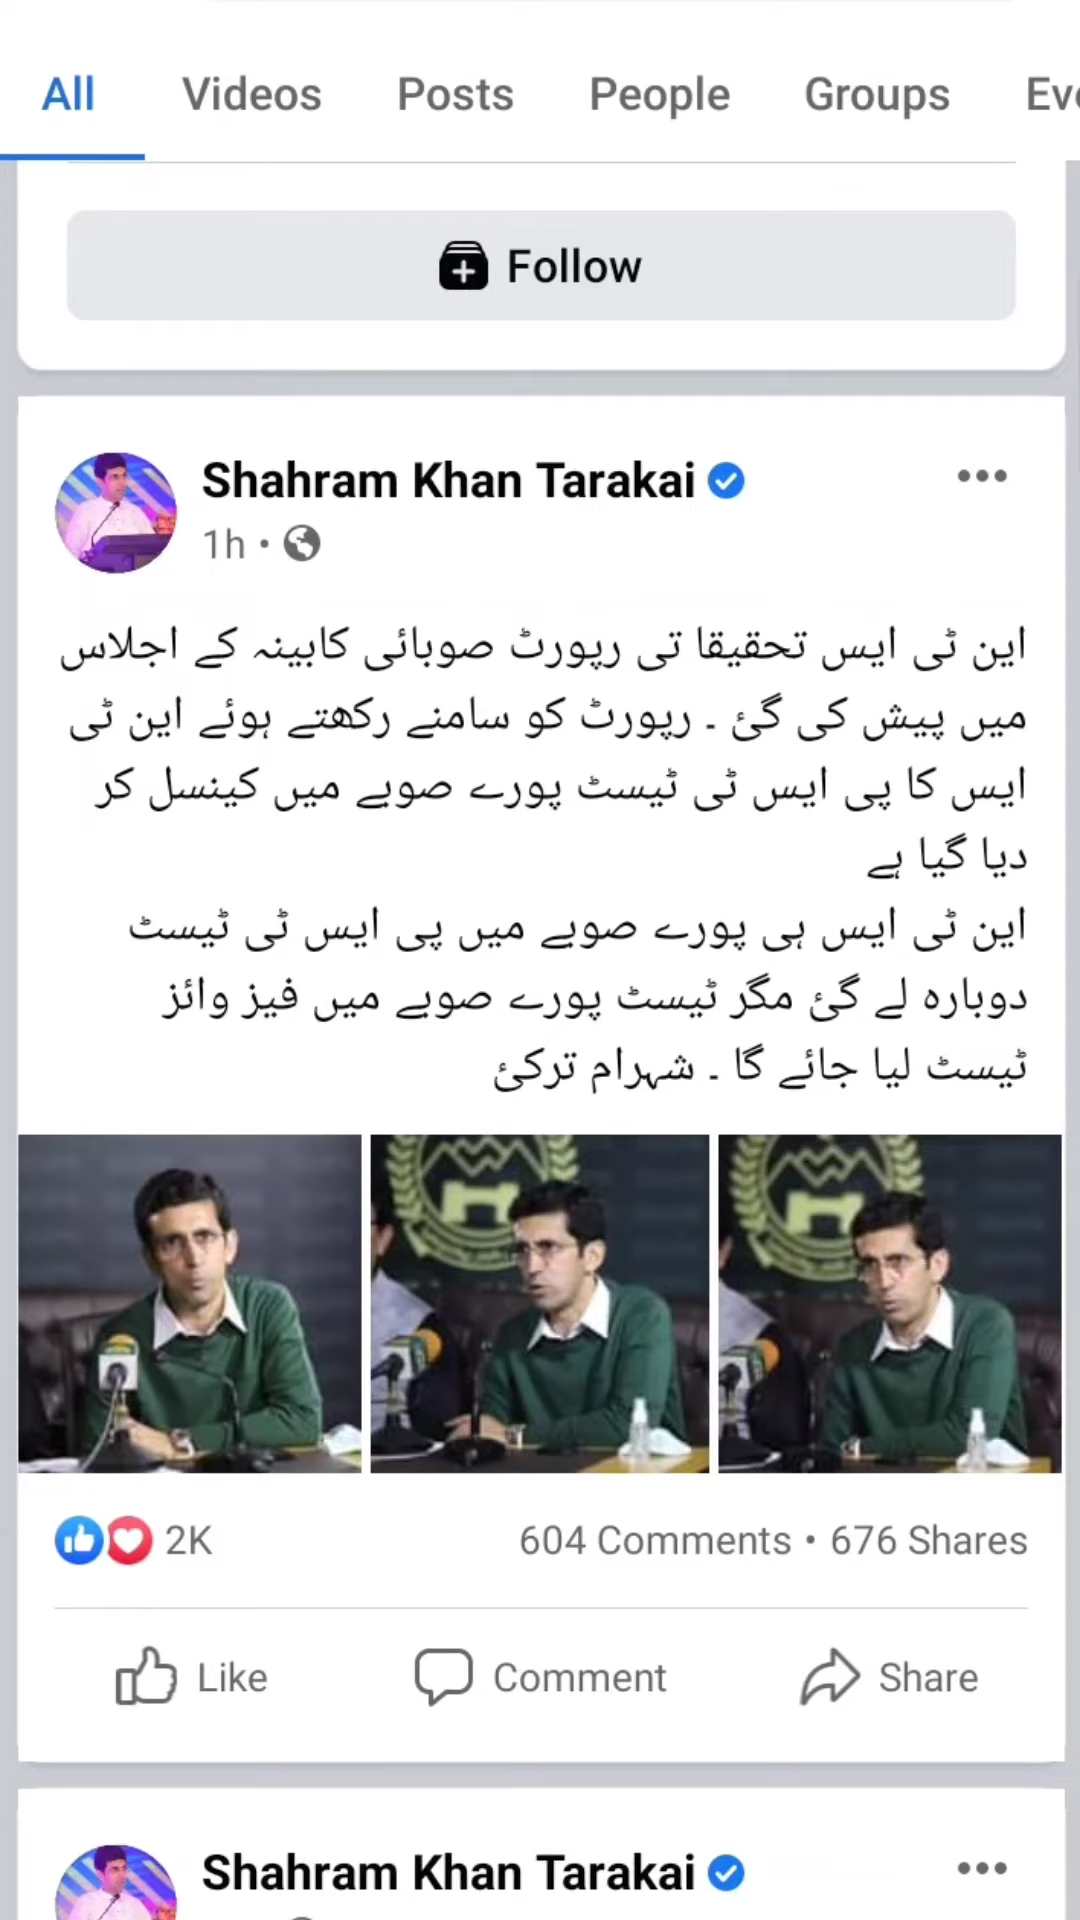 All Videos Posts People Groups
Follow
Shahram Khan Tarakai
1h
این ٹی ایس تحقیقا تی رپورٹ صوبائی کابینہ کے اجلاس
میں پیش کی گئ ۔ رپورٹ کو سامنے رکھتے ہوئے این ٹی
ایس کا پی ایس ٹی ٹیسٹ پورے صوبے میں کینسل کر
دیا گیا ہے
این ٹی ایس ہی پورے صوبے میں پی ایس ٹی ٹیسٹ
دوبارہ لے گئ مگر ٹیسٹ پورے صوبے میں فیز وائز
ٹیسٹ لیا جائے گا ۔ شہرام ترکئ
2K 604 Comments • 676 Shares
Like Comment Share
Shahram Khan Tarakai